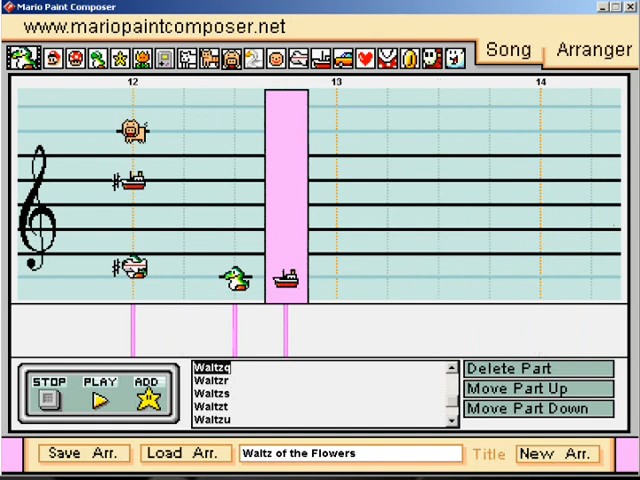 Mario Paint Composer
www.mariopaintcomposer.net
Song
Arranger
12 13 14
STOP PLAY ADD
Waltzq
Waltzr
Waltzs
Waltzt
Waltzu
Delete Part
Move Part Up
Move Part Down
Save Arr. Load Arr. Waltz of the Flowers Title New Arr.